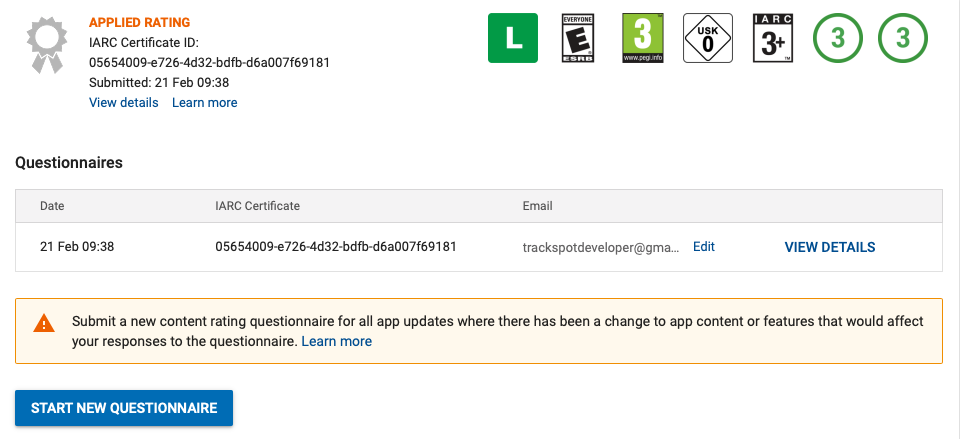 APPLIED RATING
IARC Certificate ID:
05654009-e726-4d32-bdfb-d6a007f69181
Submitted: 21 Feb 09:38
View details Learn more
L
EVERYONE
E
ESRB
3
www.pegi.info
USK
0
IARC
3+
TM
3
3
Questionnaires
Date IARC Certificate Email
21 Feb 09:38 05654009-e726-4d32-bdfb-d6a007f69181 trackspotdeveloper@gma... Edit VIEW DETAILS
Submit a new content rating questionnaire for all app updates where there has been a change to app content or features that would affect
your responses to the questionnaire. Learn more
START NEW QUESTIONNAIRE